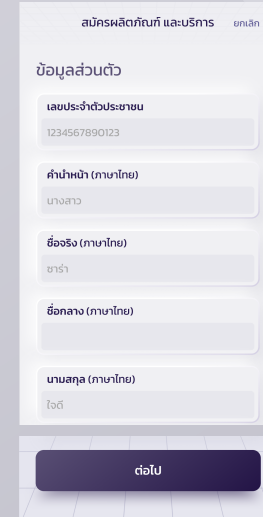 สมัครผลิตภัณฑ์ และบริการ ยกเลิก
ข้อมูลส่วนตัว
เลขประจำตัวประชาชน
1234567890123
คำนำหน้า (ภาษาไทย)
นางสาว
ชื่อจริง (ภาษาไทย)
ซาร่า
ชื่อกลาง (ภาษาไทย)
นามสกุล (ภาษาไทย)
ใจดี
ต่อไป